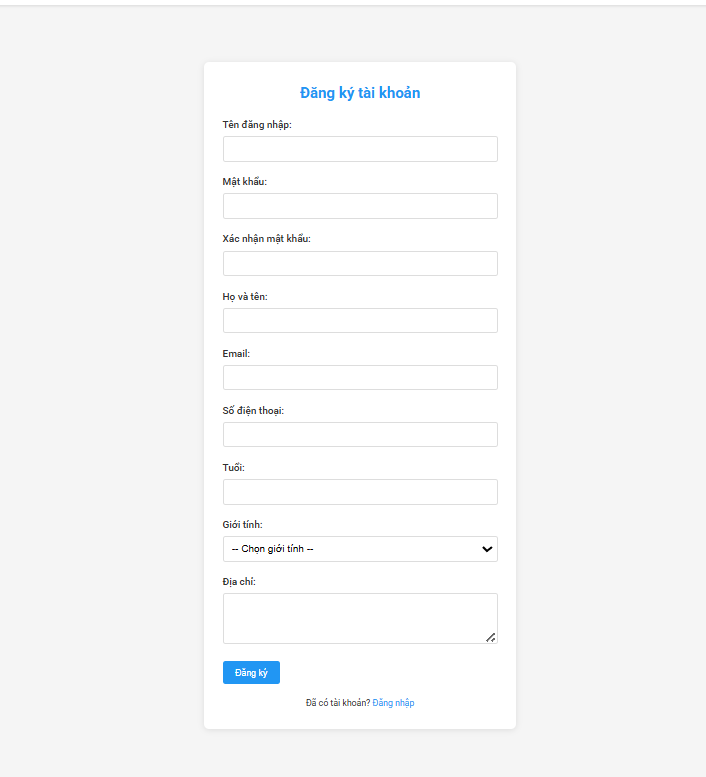 Đăng ký tài khoản
Tên đăng nhập:
Mật khẩu:
Xác nhận mật khẩu:
Họ và tên:
Email:
Số điện thoại:
Tuổi:
Giới tính:
-- Chọn giới tính --
Địa chỉ:
Đăng ký
Đã có tài khoản? Đăng nhập